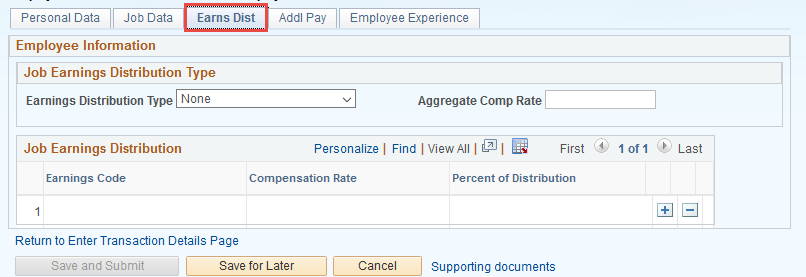 Personal Data Job Data Earns Dist Addl Pay Employee Experience
Employee Information
Job Earnings Distribution Type
Earnings Distribution Type None Aggregate Comp Rate
Job Earnings Distribution Personalize | Find | View All | | First 1 of 1 Last
Earnings Code Compensation Rate Percent of Distribution
1
Return to Enter Transaction Details Page
Save and Submit Save for Later Cancel Supporting documents